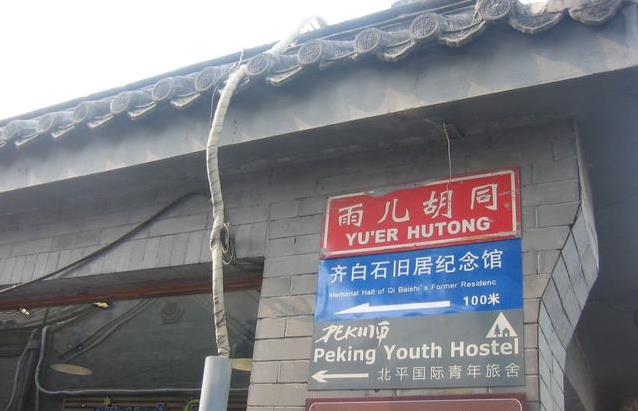 雨儿胡同
YU'ER HUTONG
齐白石旧居纪念馆
Memorial Hall of Qi Baishi's Former Residenc
100米
Peking Youth Hostel
北平国际青年旅舍